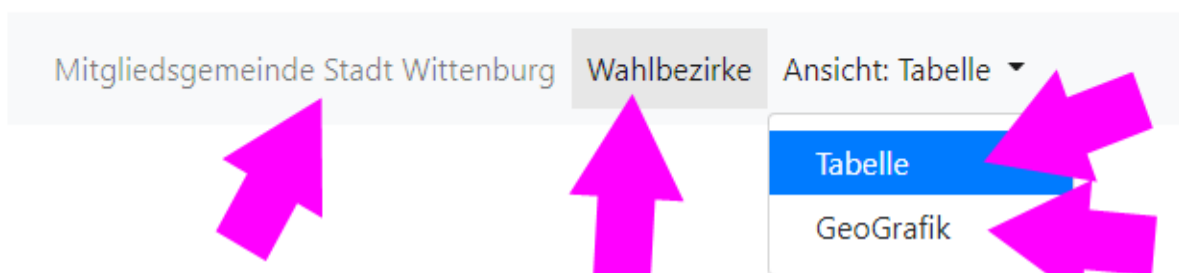 Mitgliedsgemeinde Stadt Wittenburg Wahlbezirke Ansicht: Tabelle
Tabelle
GeoGrafik